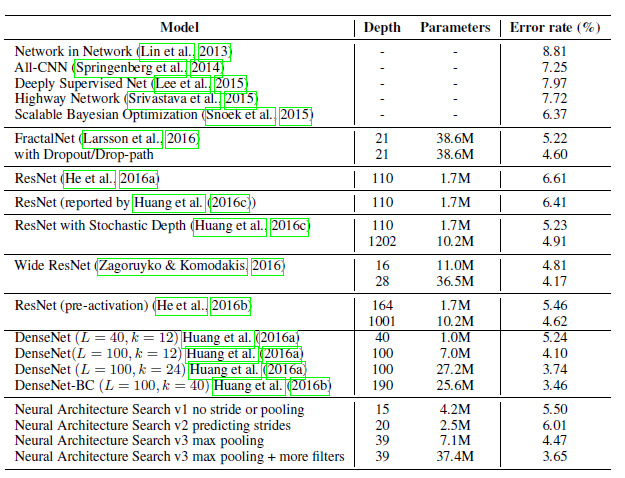 Model Depth Parameters Error rate (%)
Network in Network (Lin et al., 2013) - - 8.81
All-CNN (Springenberg et al., 2014) - - 7.25
Deeply Supervised Net (Lee et al., 2015) - - 7.97
Highway Network (Srivastava et al., 2015) - - 7.72
Scalable Bayesian Optimization (Snoek et al., 2015) - - 6.37
FractalNet (Larsson et al., 2016) 21 38.6M 5.22
with Dropout/Drop-path 21 38.6M 4.60
ResNet (He et al., 2016a) 110 1.7M 6.61
ResNet (reported by Huang et al. (2016c)) 110 1.7M 6.41
ResNet with Stochastic Depth (Huang et al., 2016c) 110 1.7M 5.23
1202 10.2M 4.91
Wide ResNet (Zagoruyko & Komodakis, 2016) 16 11.0M 4.81
28 36.5M 4.17
ResNet (pre-activation) (He et al., 2016b) 164 1.7M 5.46
1001 10.2M 4.62
DenseNet (L = 40, k = 12) Huang et al. (2016a) 40 1.0M 5.24
DenseNet(L = 100, k = 12) Huang et al. (2016a) 100 7.0M 4.10
DenseNet (L = 100, k = 24) Huang et al. (2016a) 100 27.2M 3.74
DenseNet-BC (L = 100, k = 40) Huang et al. (2016b) 190 25.6M 3.46
Neural Architecture Search v1 no stride or pooling 15 4.2M 5.50
Neural Architecture Search v2 predicting strides 20 2.5M 6.01
Neural Architecture Search v3 max pooling 39 7.1M 4.47
Neural Architecture Search v3 max pooling + more filters 39 37.4M 3.65